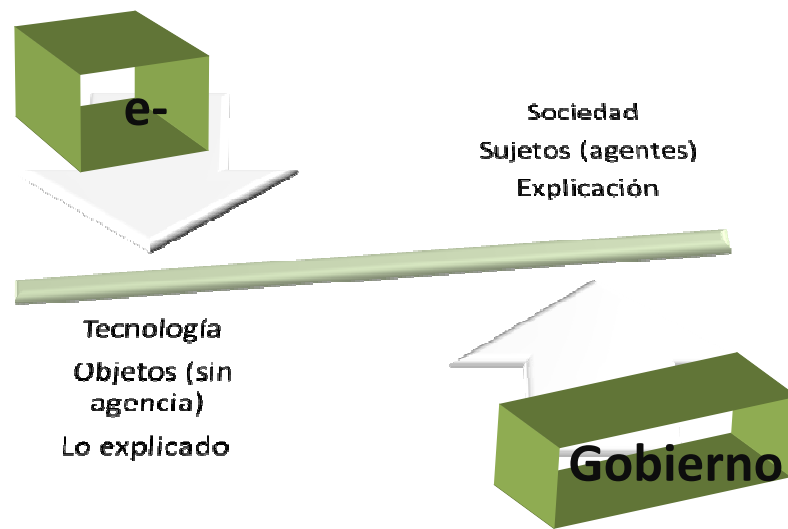 e-
Sociedad
Sujetos (agentes)
Explicación
Tecnología
Objetos (sin
agencia)
Lo explicado
Gobierno